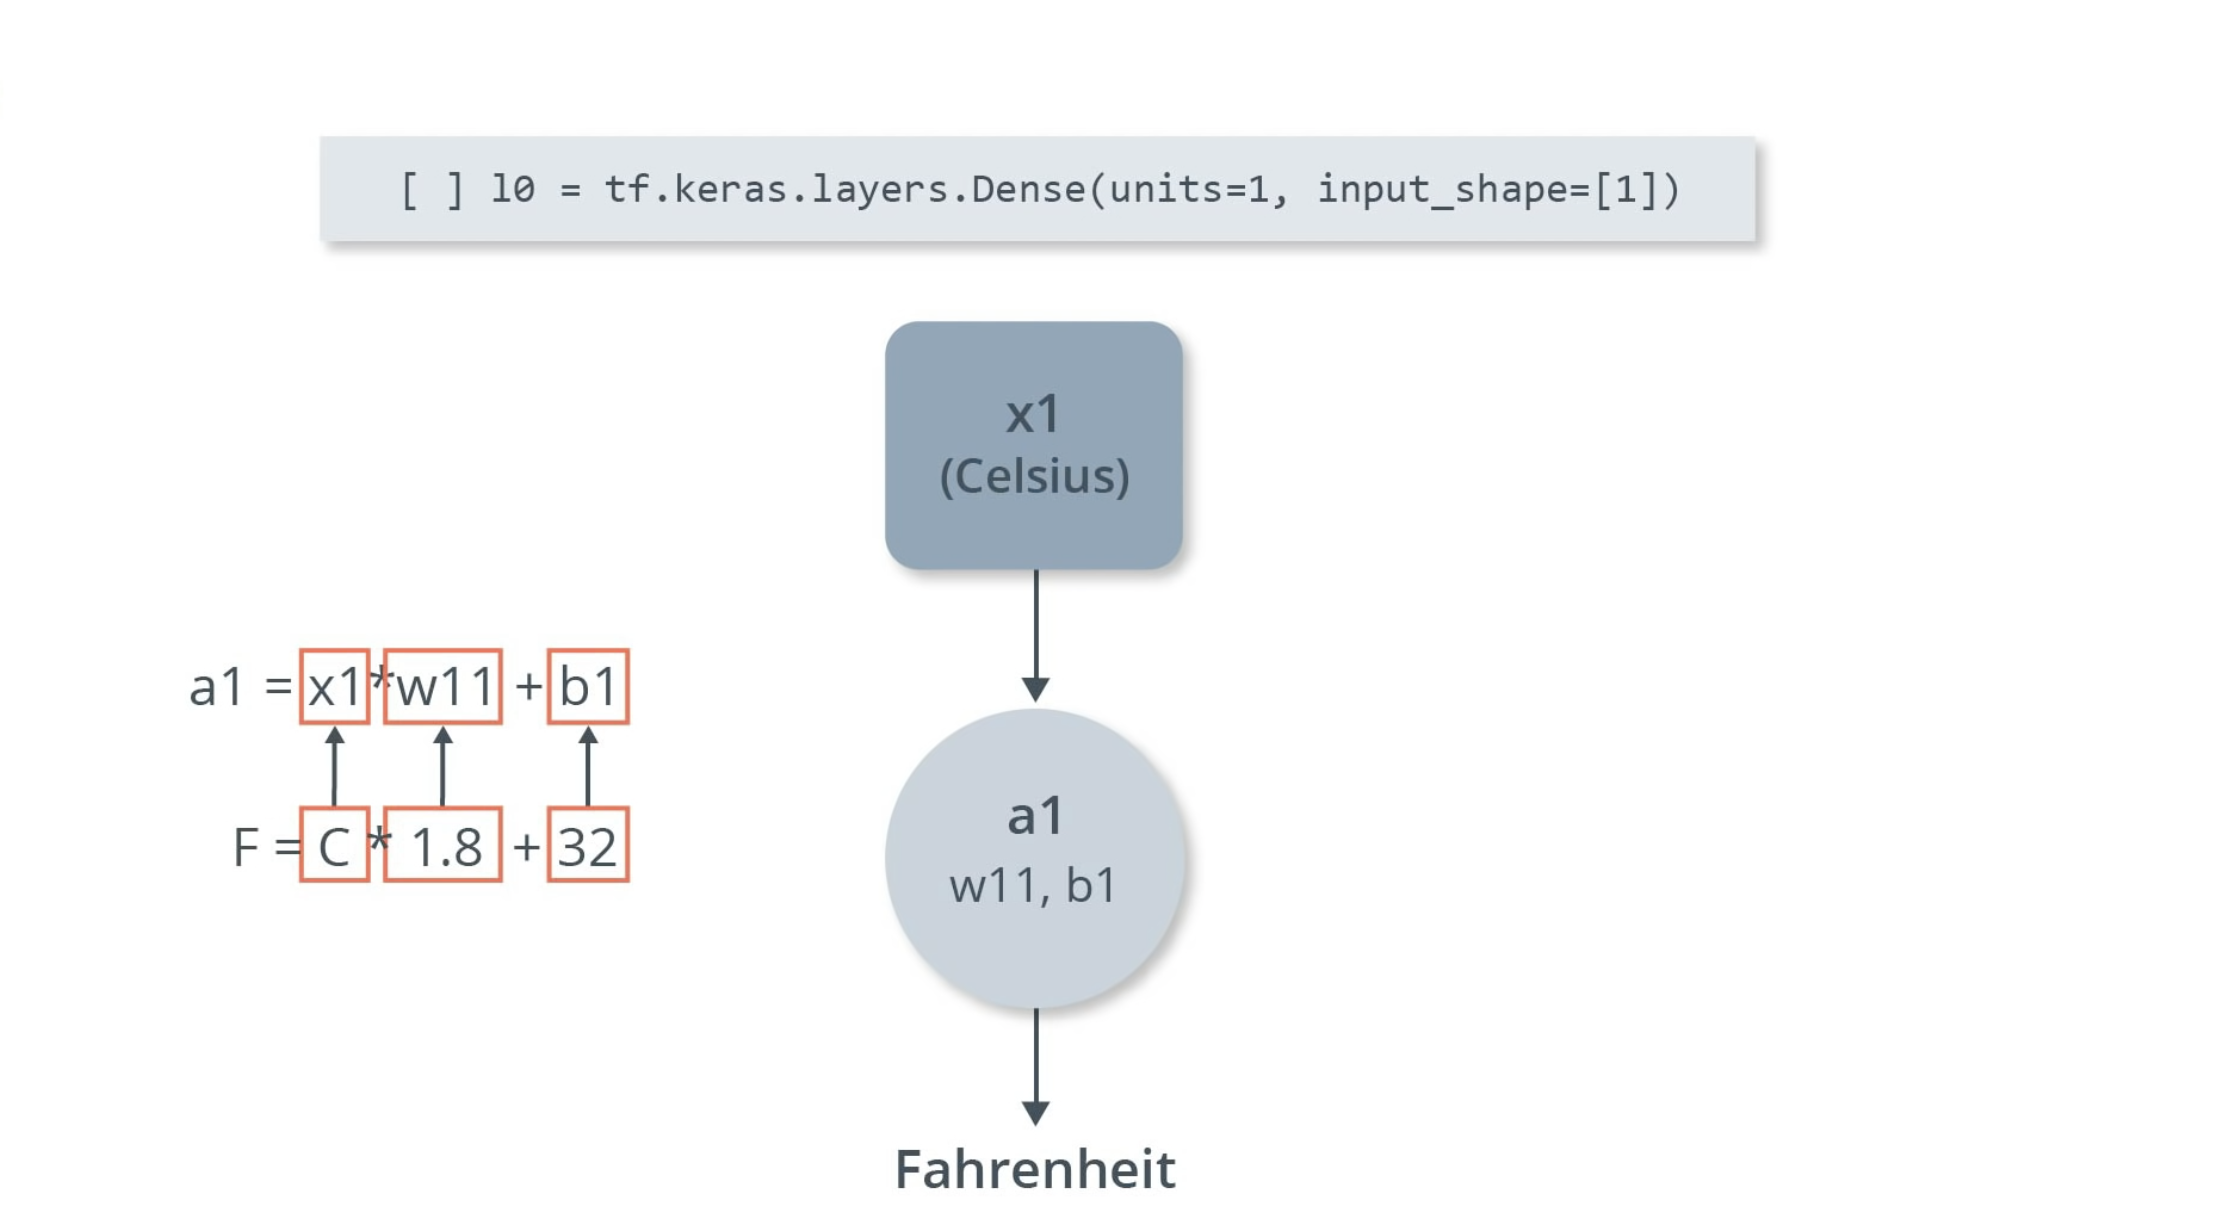 [ ] l0 = tf.keras.layers.Dense(units=1, input_shape=[1])
x1
(Celsius)
a1 = x1*w11 + b1
F = C * 1.8 + 32
a1
w11, b1
Fahrenheit